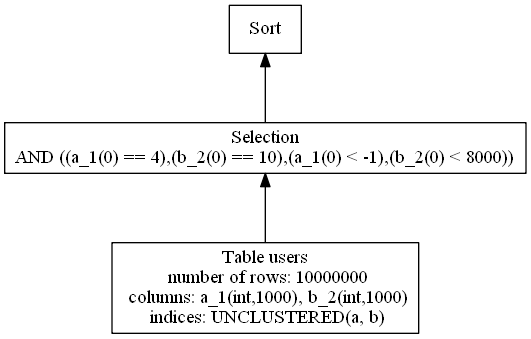 Sort
Selection
AND ((a_1(0) == 4),(b_2(0) == 10),(a_1(0) < -1),(b_2(0) < 8000))
Table users
number of rows: 10000000
columns: a_1(int,1000), b_2(int,1000)
indices: UNCLUSTERED(a, b)